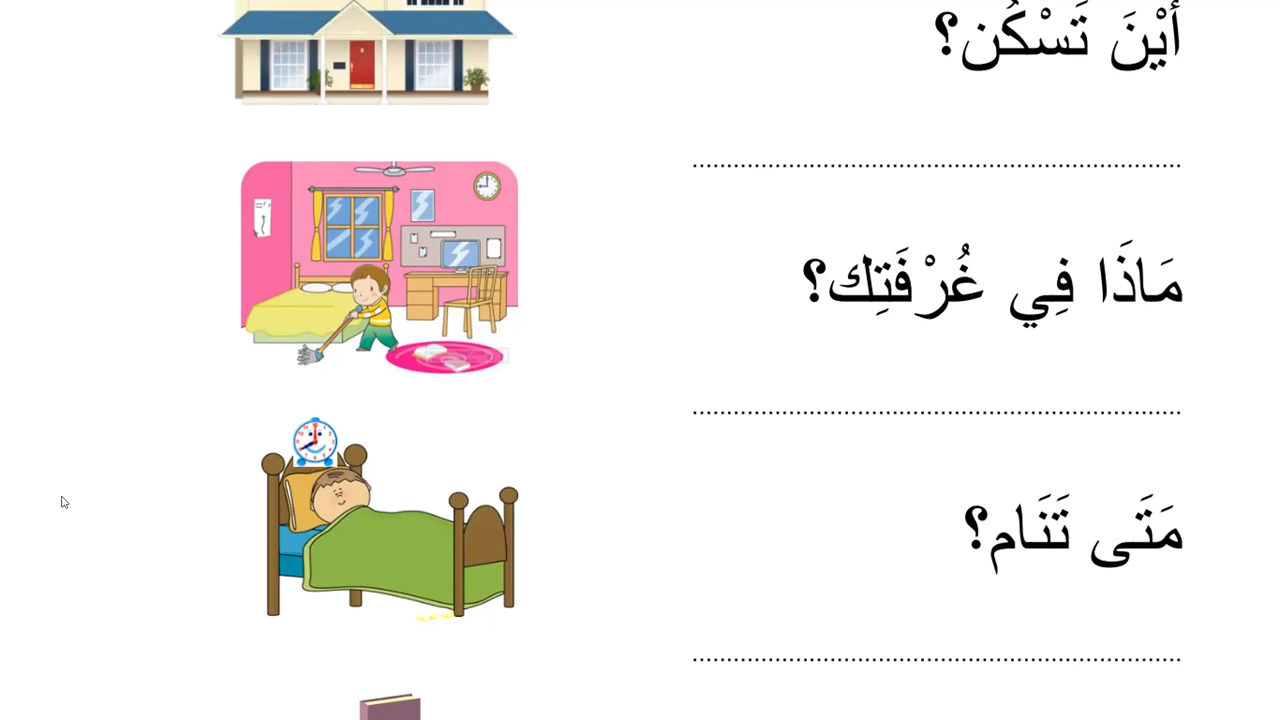 أَيْنَ تَسْكُن؟
مَاذَا فِي غُرْفَتِك؟
مَتَى تَنَام؟